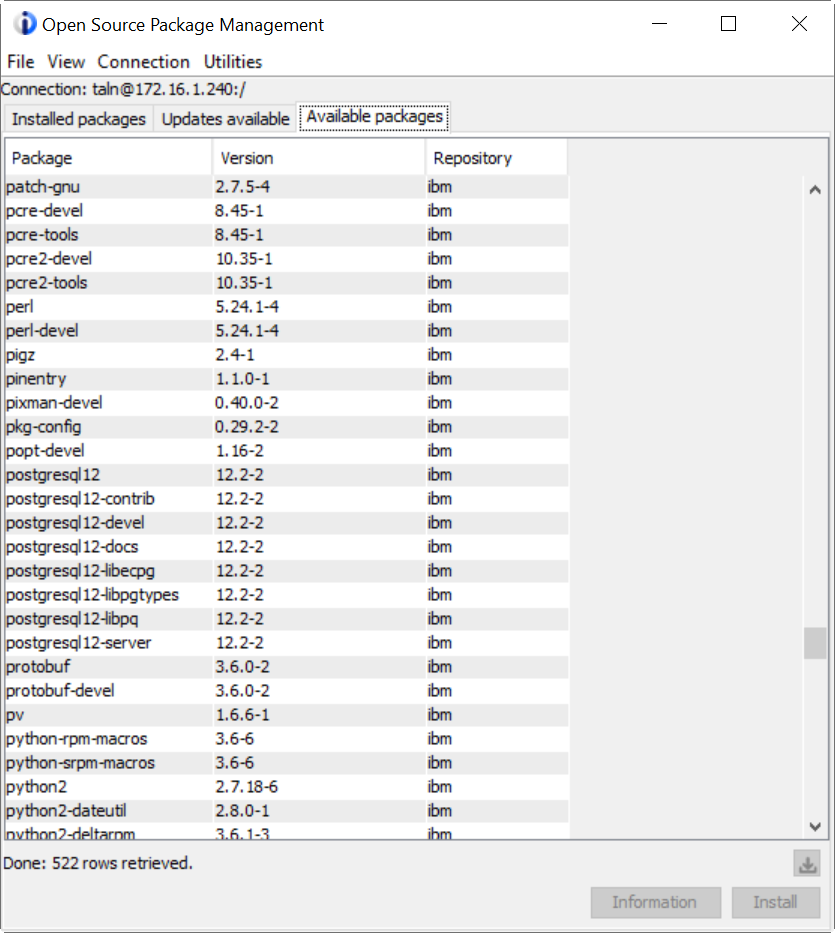 Open Source Package Management
File View Connection Utilities
Connection: taln@172.16.1.240:/
Installed packages Updates available Available packages
Package Version Repository
patch-gnu 2.7.5-4 ibm
pcre-devel 8.45-1 ibm
pcre-tools 8.45-1 ibm
pcre2-devel 10.35-1 ibm
pcre2-tools 10.35-1 ibm
perl 5.24.1-4 ibm
perl-devel 5.24.1-4 ibm
pigz 2.4-1 ibm
pinentry 1.1.0-1 ibm
pixman-devel 0.40.0-2 ibm
pkg-config 0.29.2-2 ibm
popt-devel 1.16-2 ibm
postgresql12 12.2-2 ibm
postgresql12-contrib 12.2-2 ibm
postgresql12-devel 12.2-2 ibm
postgresql12-docs 12.2-2 ibm
postgresql12-libecpg 12.2-2 ibm
postgresql12-libpgtypes 12.2-2 ibm
postgresql12-libpq 12.2-2 ibm
postgresql12-server 12.2-2 ibm
protobuf 3.6.0-2 ibm
protobuf-devel 3.6.0-2 ibm
pv 1.6.6-1 ibm
python-rpm-macros 3.6-6 ibm
python-srpm-macros 3.6-6 ibm
python2 2.7.18-6 ibm
python2-dateutil 2.8.0-1 ibm
python2-deltarpm 3.6.1-3 ibm
Done: 522 rows retrieved.
Information Install